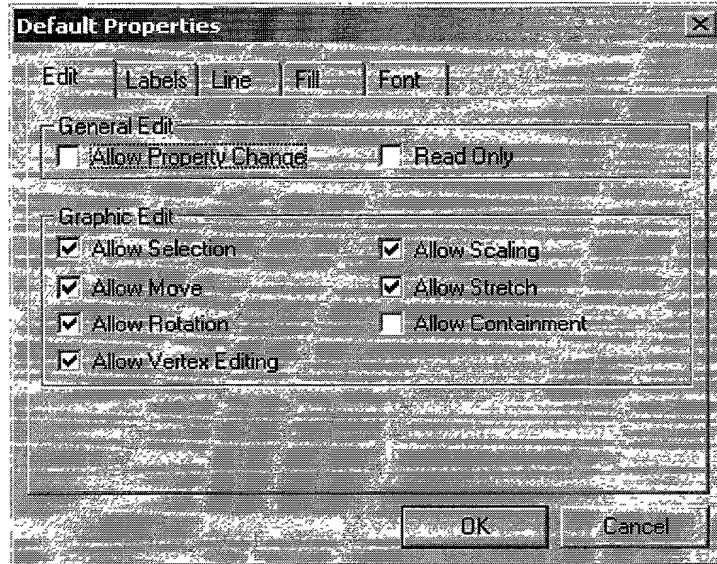 Default Properties
Edit Labels Line Fill Font
General Edit
Allow Property Change Read Only
Graphic Edit
Allow Selection Allow Scaling
Allow Move Allow Stretch
Allow Rotation Allow Containment
Allow Vertex Editing
OK Cancel